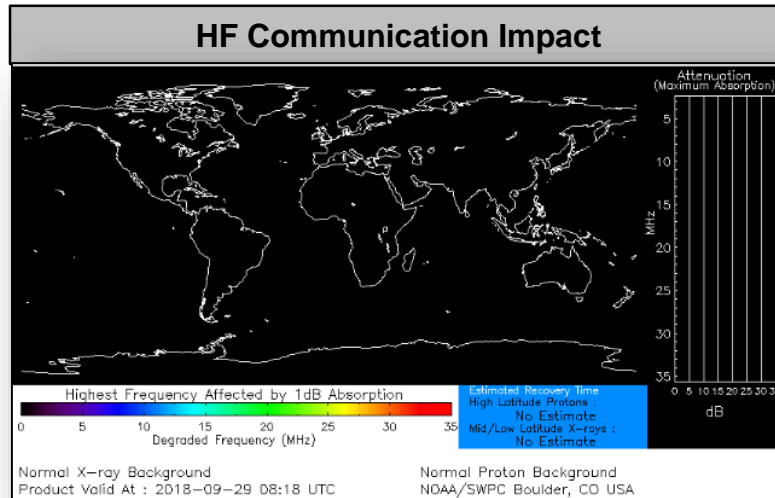 HF Communication Impact
Attenuation
(Maximum Absorption)
5
10
15
20
25
30
35
MHz
0 5 10 15 20 25 30
dB
Highest Frequency Affected by 1dB Absorption
0 5 10 15 20 25 30 35
Degraded Frequency (MHz)
Estimated Recovery Time
High Latitude Protons :
No Estimate
Mid/Low Latitude X-rays :
No Estimate
Normal X-ray Background
Product Valid At : 2018-09-29 08:18 UTC
Normal Proton Background
NOAA/SWPC Boulder, CO USA